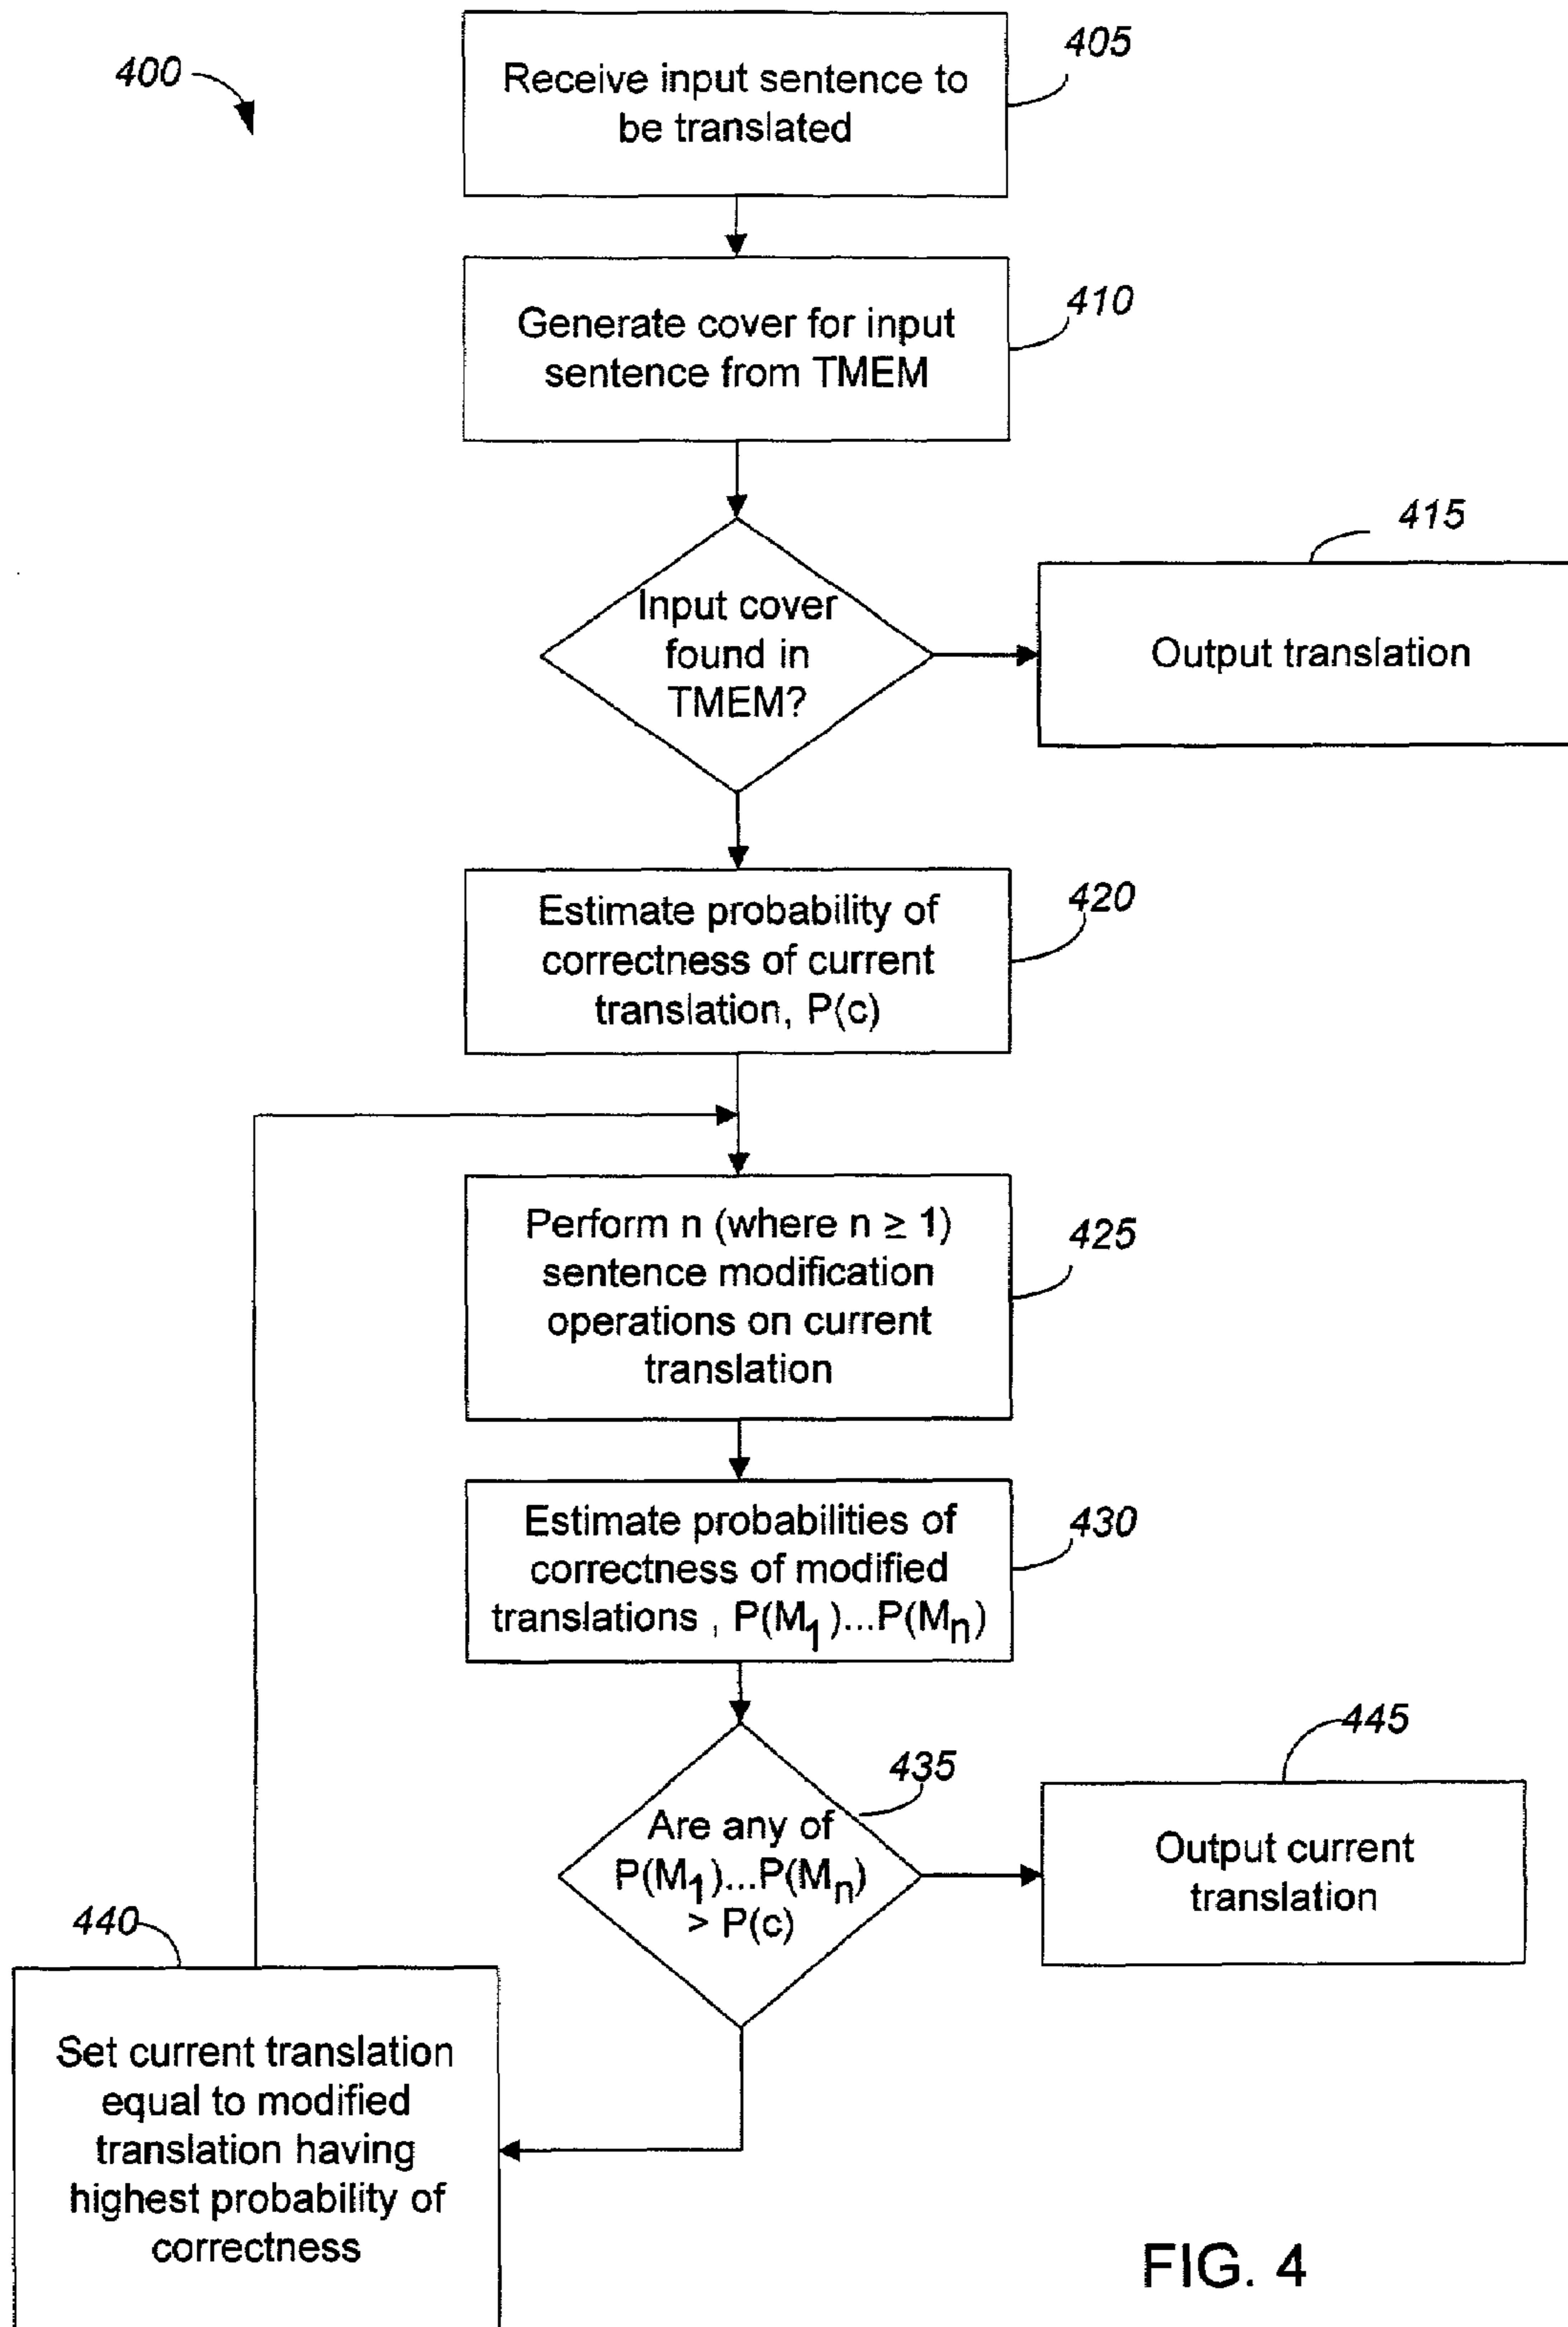 400
405
Receive input sentence to
be translated
410
Generate cover for input
sentence from TMEM
415
Input cover
found in
TMEM?
Output translation
420
Estimate probability of
correctness of current
translation, P(c)
425
Perform n (where n ≥ 1)
sentence modification
operations on current
translation
430
Estimate probabilities of
correctness of modified
translations , P(M1)...P(Mn)
435
Are any of
P(M1)...P(Mn)
> P(c)
445
Output current
translation
440
Set current translation
equal to modified
translation having
highest probability of
correctness
FIG. 4